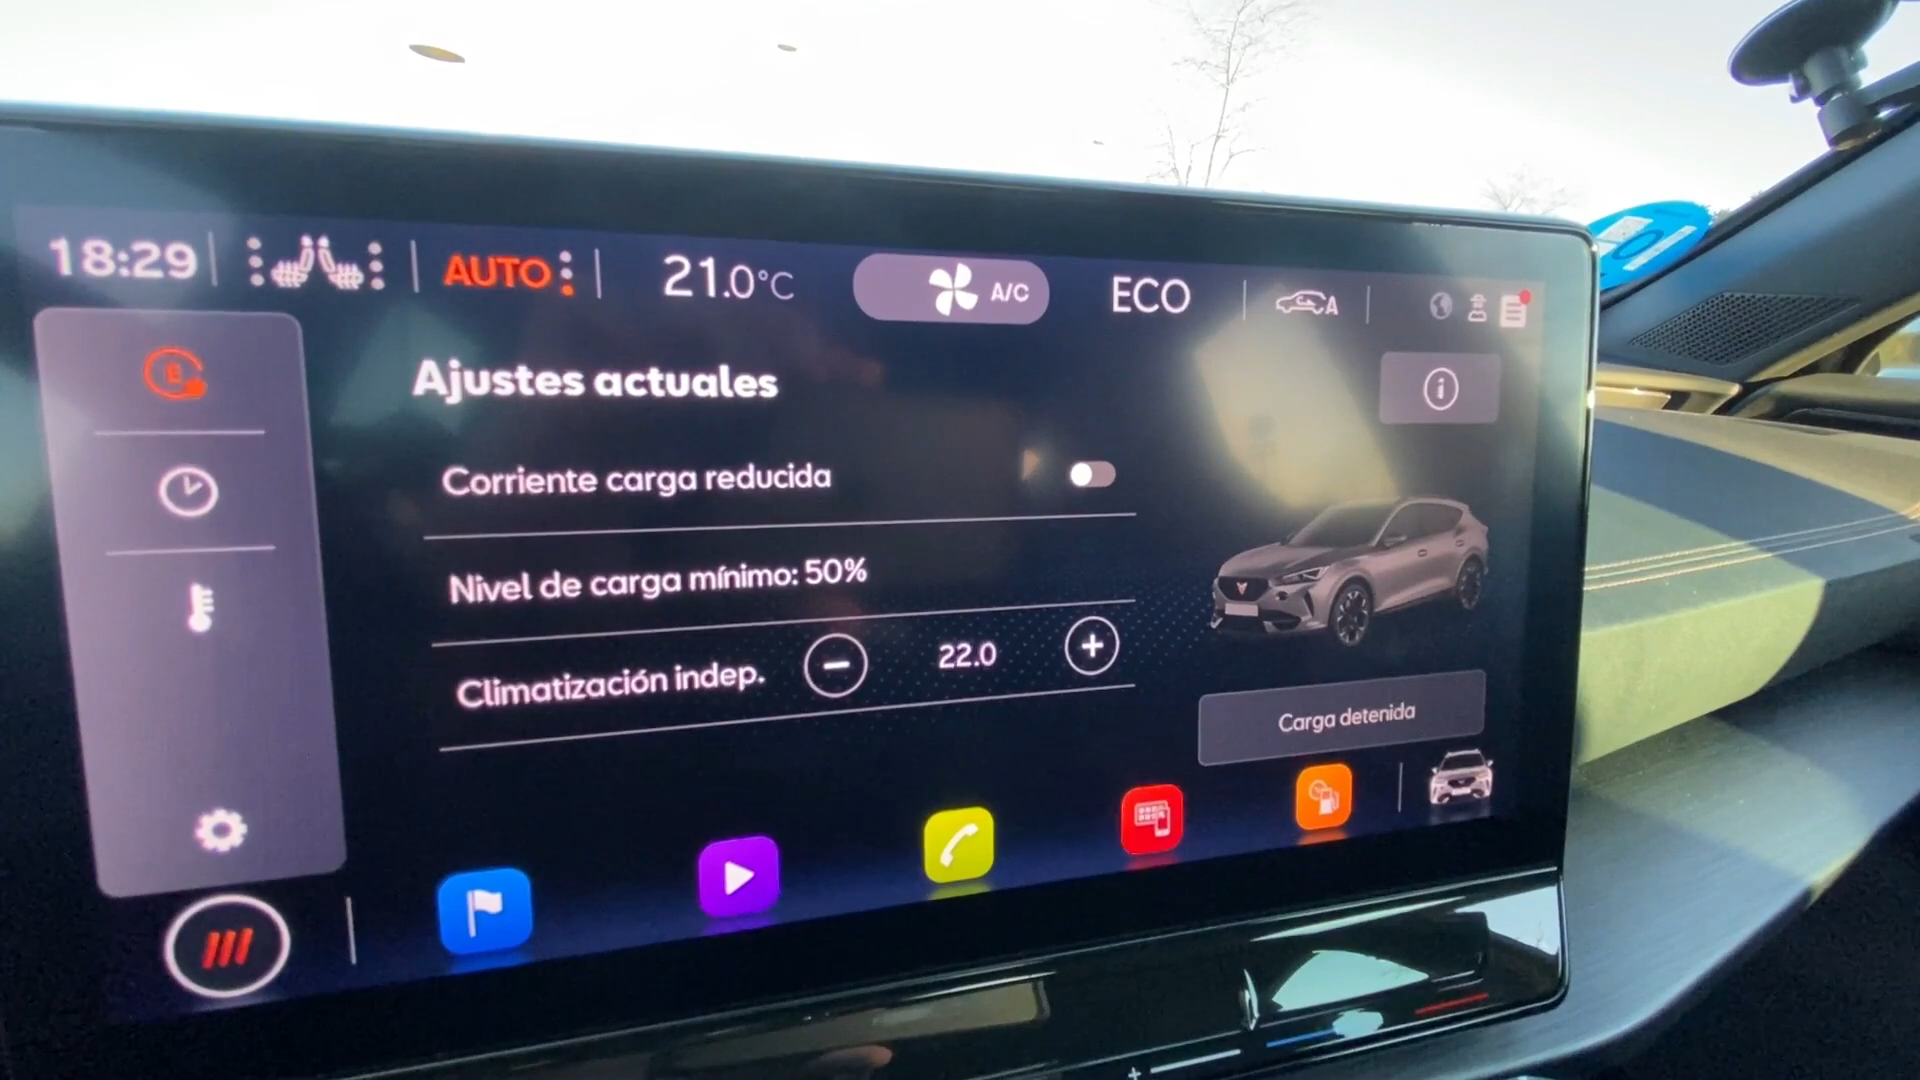 18:29 AUTO 21.0°C A/C ECO A
Ajustes actuales
Corriente carga reducida
Nivel de carga mínimo: 50%
Climatización indep. − 22.0 +
Carga detenida